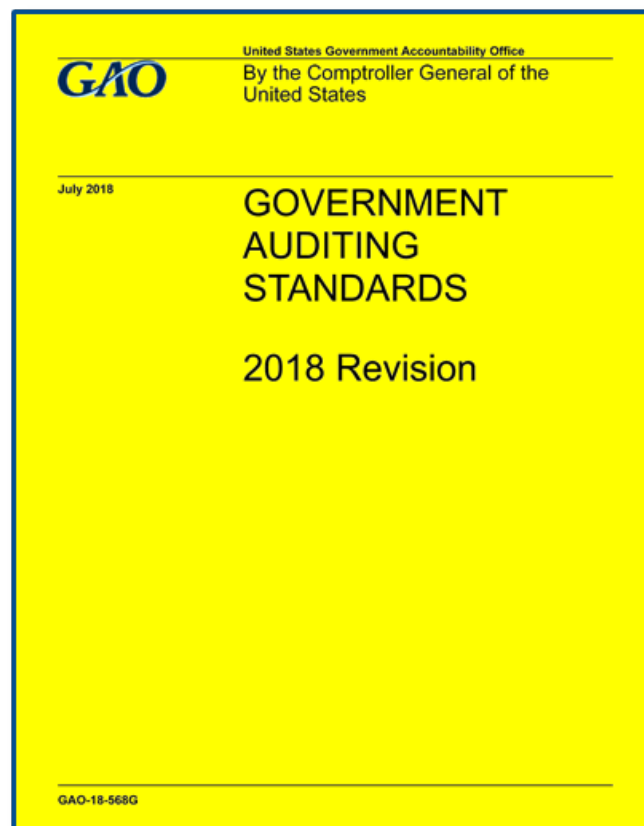 United States Government Accountability Office
GAO
By the Comptroller General of the
United States
July 2018
GOVERNMENT
AUDITING
STANDARDS
2018 Revision
GAO-18-568G